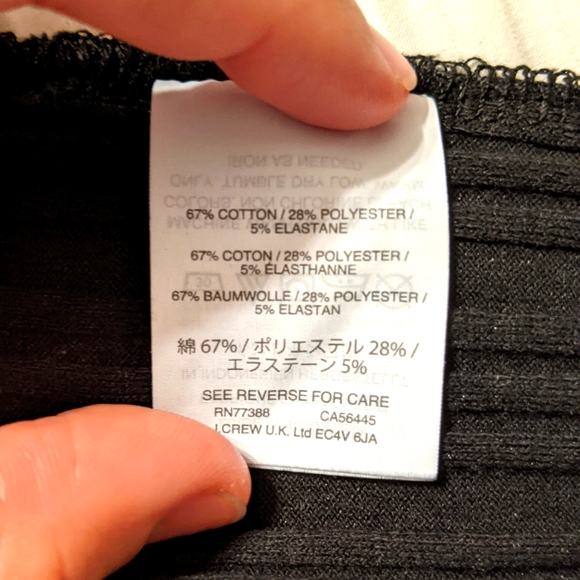 67% COTTON / 28% POLYESTER /
5% ELASTANE
67% COTON / 28% POLYESTER /
5% ÉLASTHANNE
67% BAUMWOLLE / 28% POLYESTER /
5% ELASTAN
綿 67% / ポリエステル 28% /
エラステーン 5%
SEE REVERSE FOR CARE
RN77388 CA56445
J.CREW U.K. Ltd EC4V 6JA